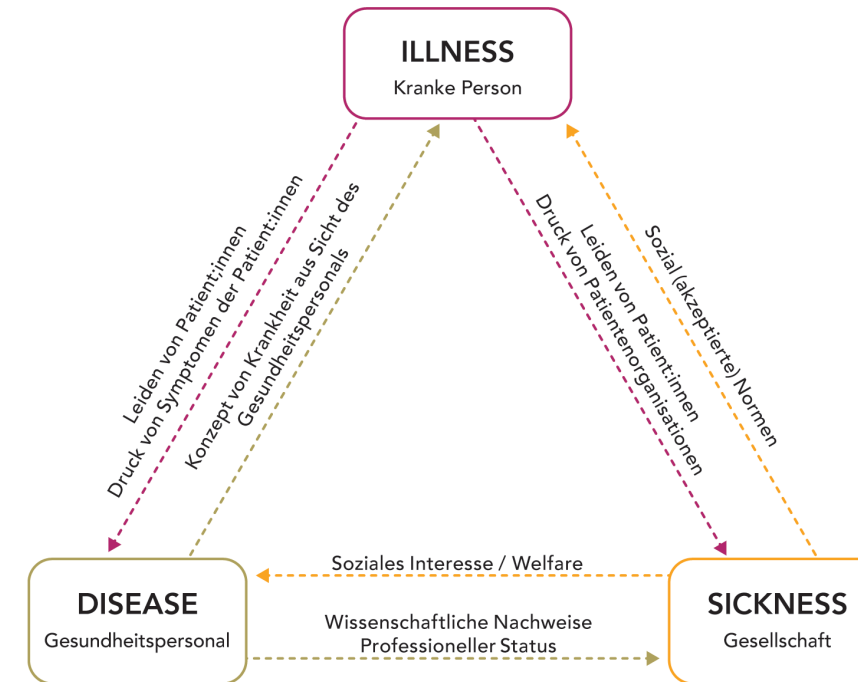 ILLNESS
Kranke Person
Leiden von Patient:innen
Druck von Symptomen der Patient:innen
Konzept von Krankheit aus Sicht des
Gesundheitspersonals
Leiden von Patient:innen
Druck von Patientenorganisationen
Sozial (akzeptierte) Normen
Soziales Interesse / Welfare
Wissenschaftliche Nachweise
Professioneller Status
DISEASE
Gesundheitspersonal
SICKNESS
Gesellschaft